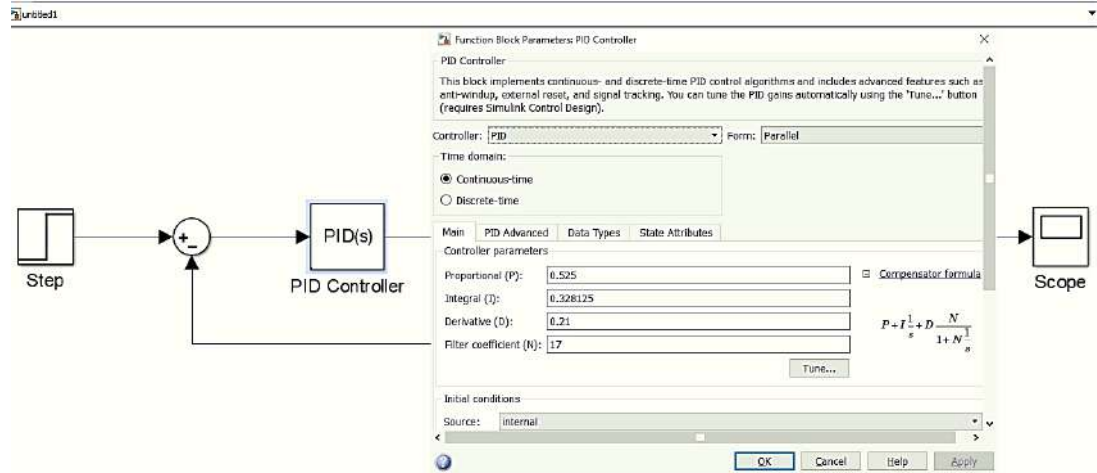 untitled1
Function Block Parameters: PID Controller
PID Controller
This block implements continuous- and discrete-time PID control algorithms and includes advanced features such as
anti-windup, external reset, and signal tracking. You can tune the PID gains automatically using the 'Tune...' button
(requires Simulink Control Design).
Controller: PID Form: Parallel
Time domain:
Continuous-time
Discrete-time
Main PID Advanced Data Types State Attributes
Controller parameters
Proportional (P): 0.525 Compensator formula
Integral (I): 0.328125
Derivative (D): 0.21
Filter coefficient (N): 17
P+I 1/s +D N/(1+N 1/s)
Tune...
Initial conditions
Source: internal
OK Cancel Help Apply
Step
+
-
PID(s)
PID Controller
Scope